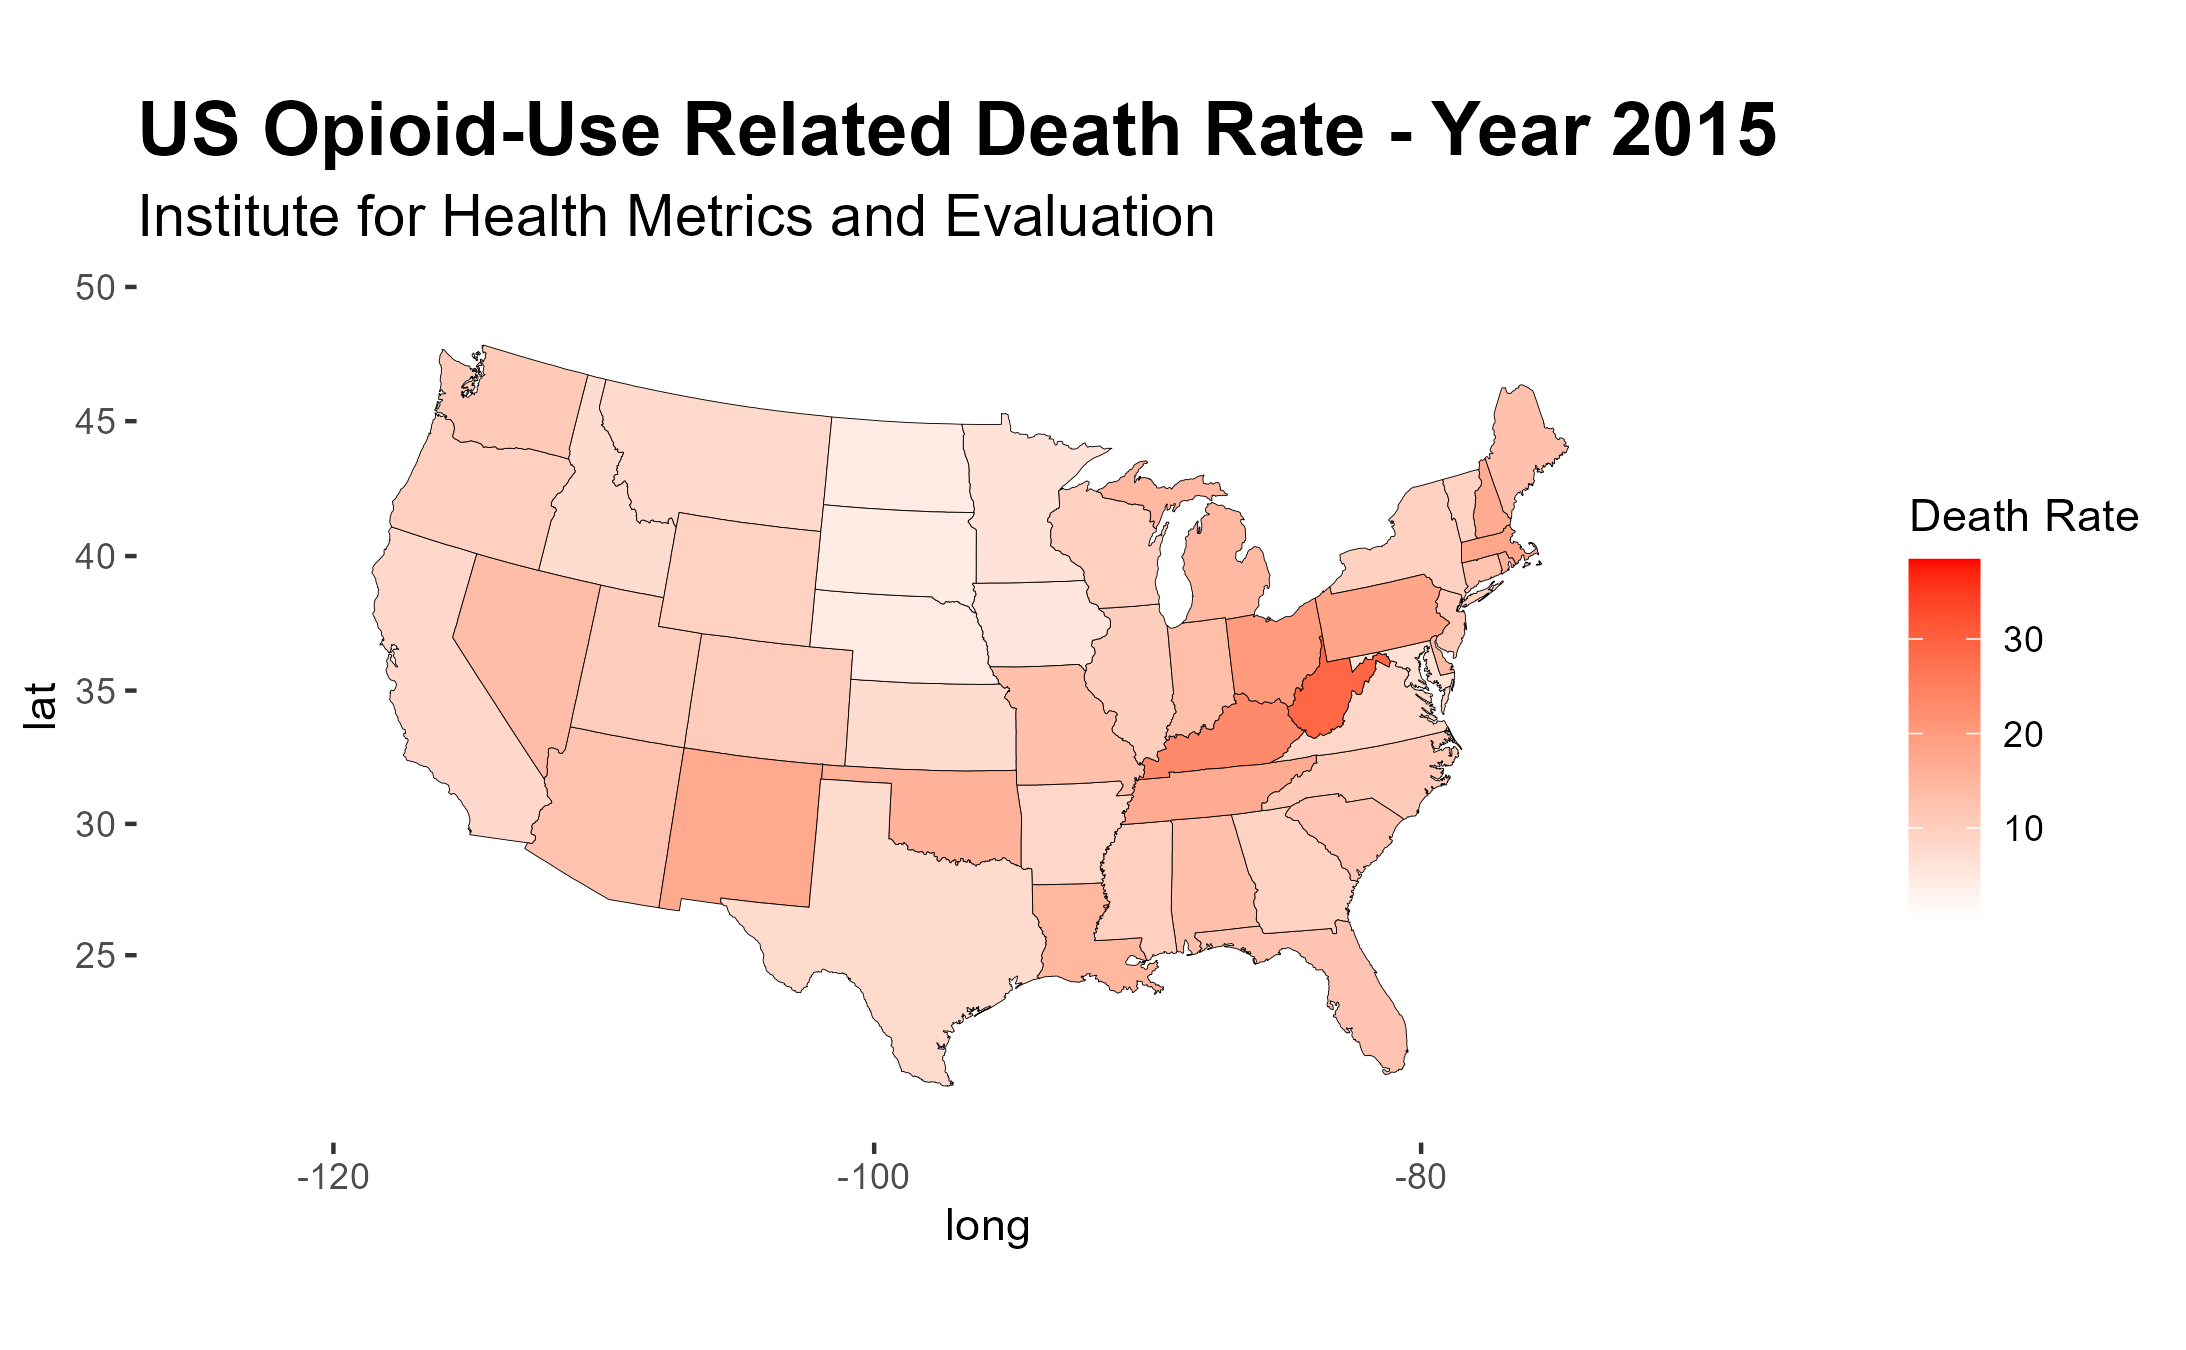 US Opioid-Use Related Death Rate - Year 2015
Institute for Health Metrics and Evaluation
50
45
40
35
30
25
lat
-120
-100
-80
long
Death Rate
30
20
10